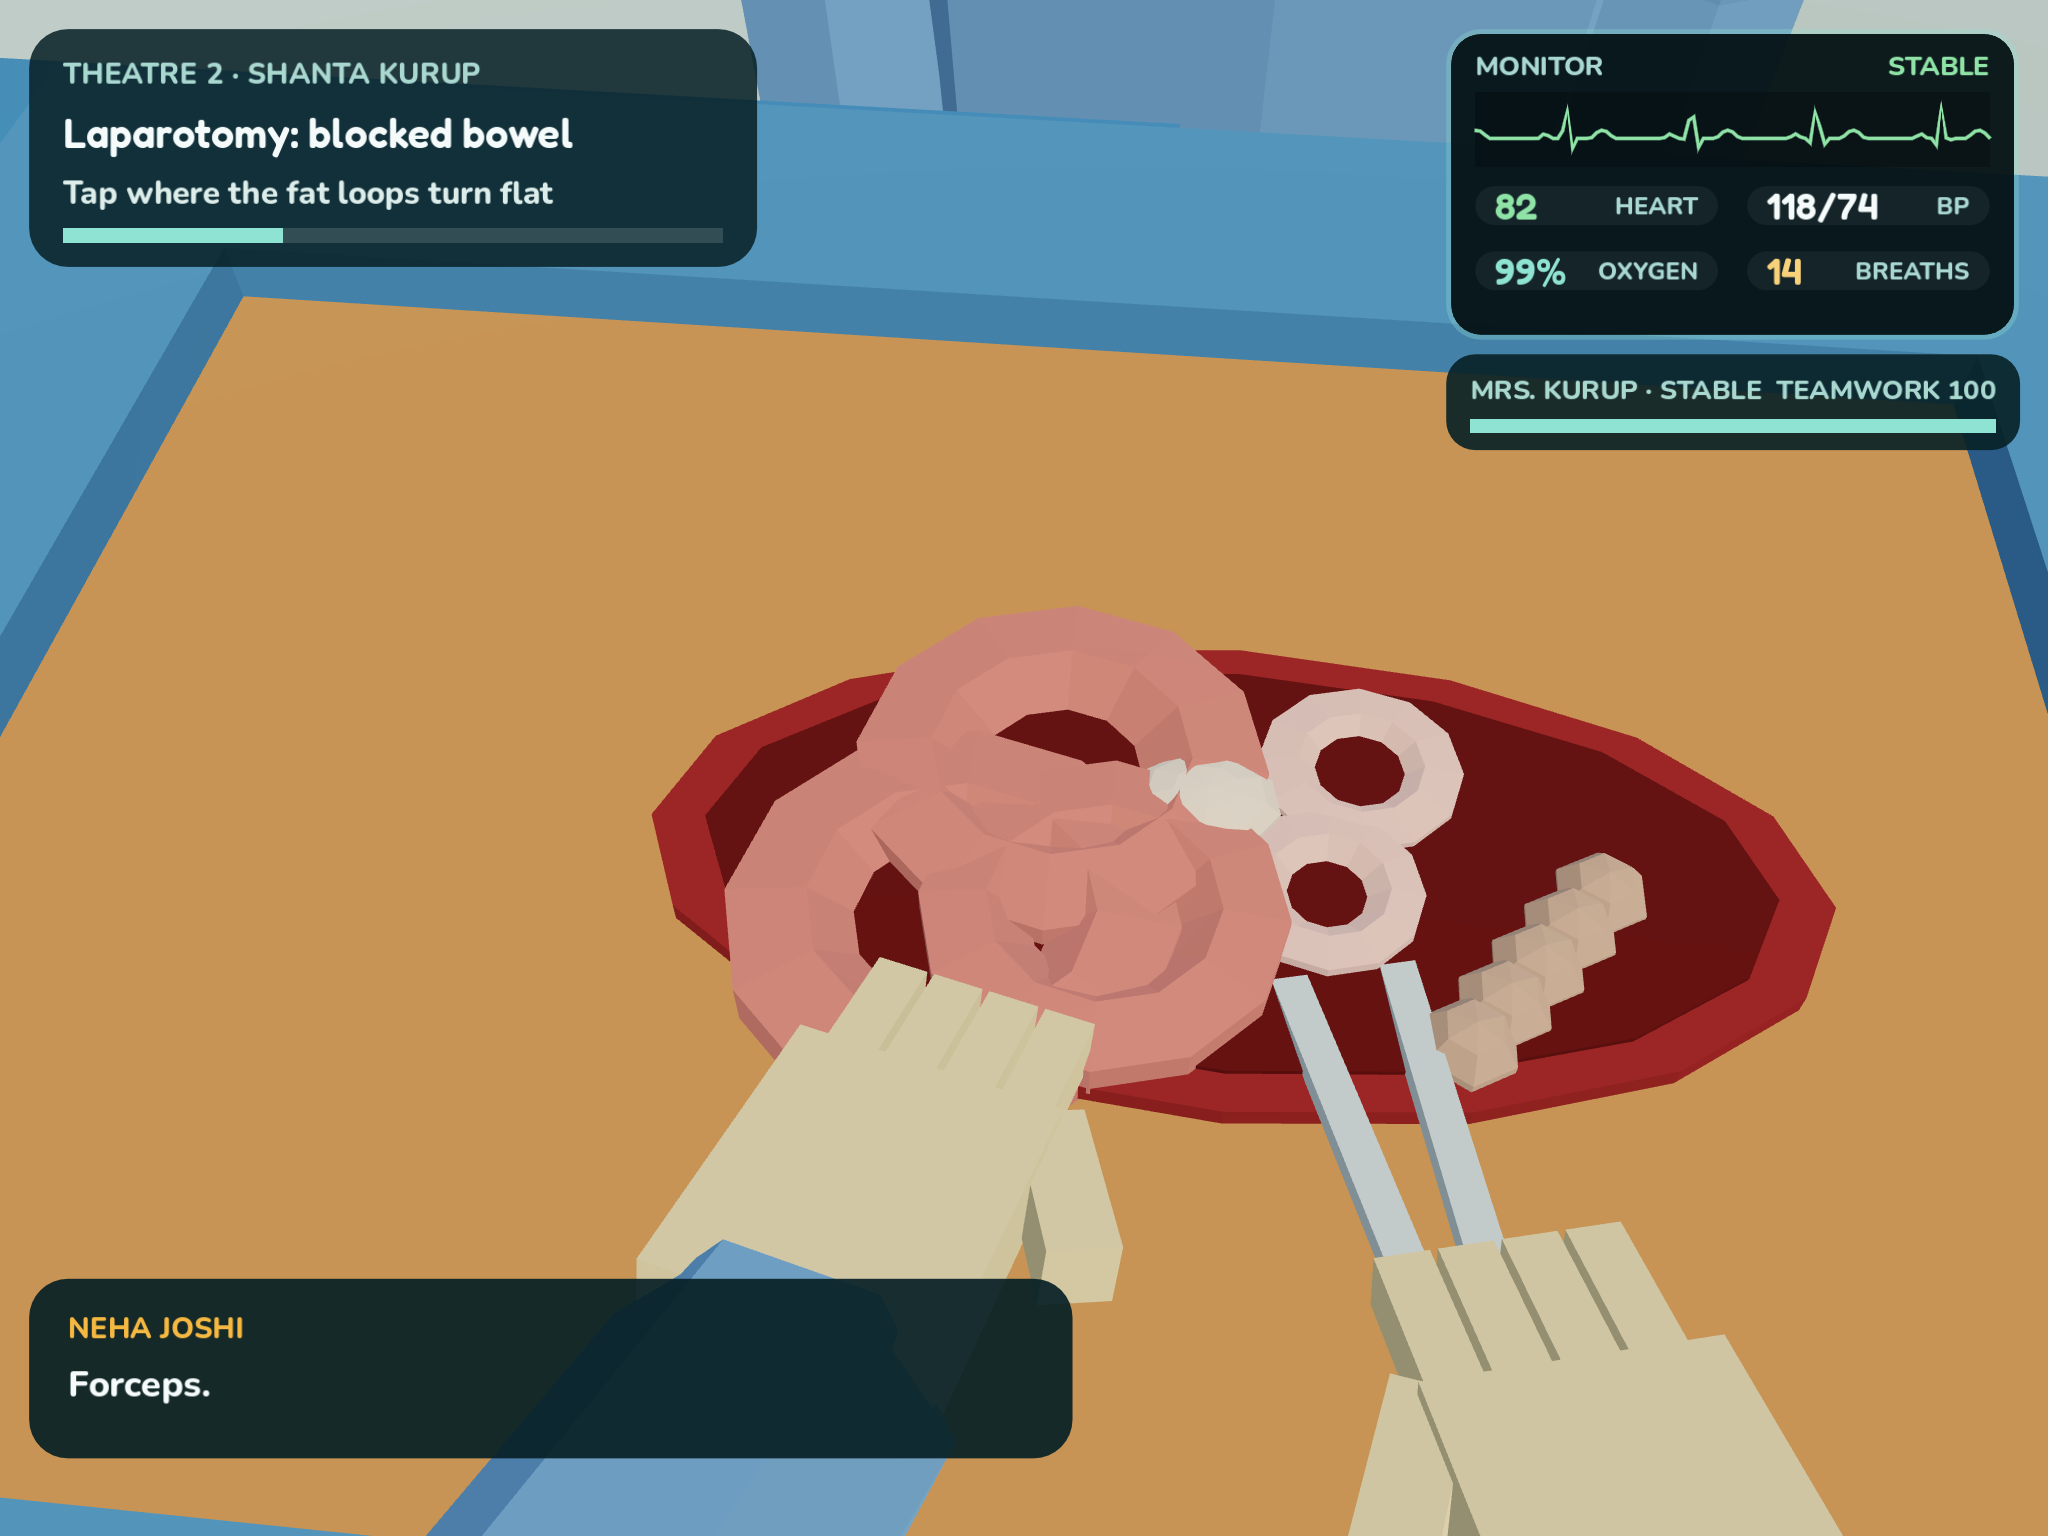 THEATRE 2 · SHANTA KURUP
Laparotomy: blocked bowel
Tap where the fat loops turn flat
MONITOR STABLE
82 HEART 118/74 BP
99% OXYGEN 14 BREATHS
MRS. KURUP · STABLE TEAMWORK 100
NEHA JOSHI
Forceps.